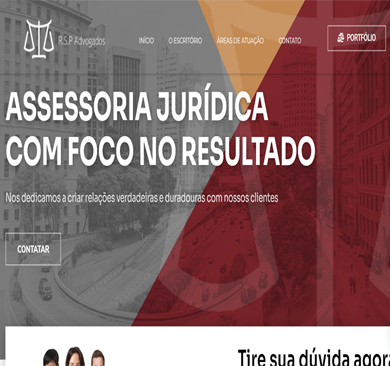 R.S.P Advogados
INÍCIO O ESCRITÓRIO ÁREAS DE ATUAÇÃO CONTATO PORTFÓLIO
ASSESSORIA JURÍDICA
COM FOCO NO RESULTADO
Nos dedicamos a criar relações verdadeiras e duradouras com nossos clientes
CONTATAR
Tire sua dúvida agora